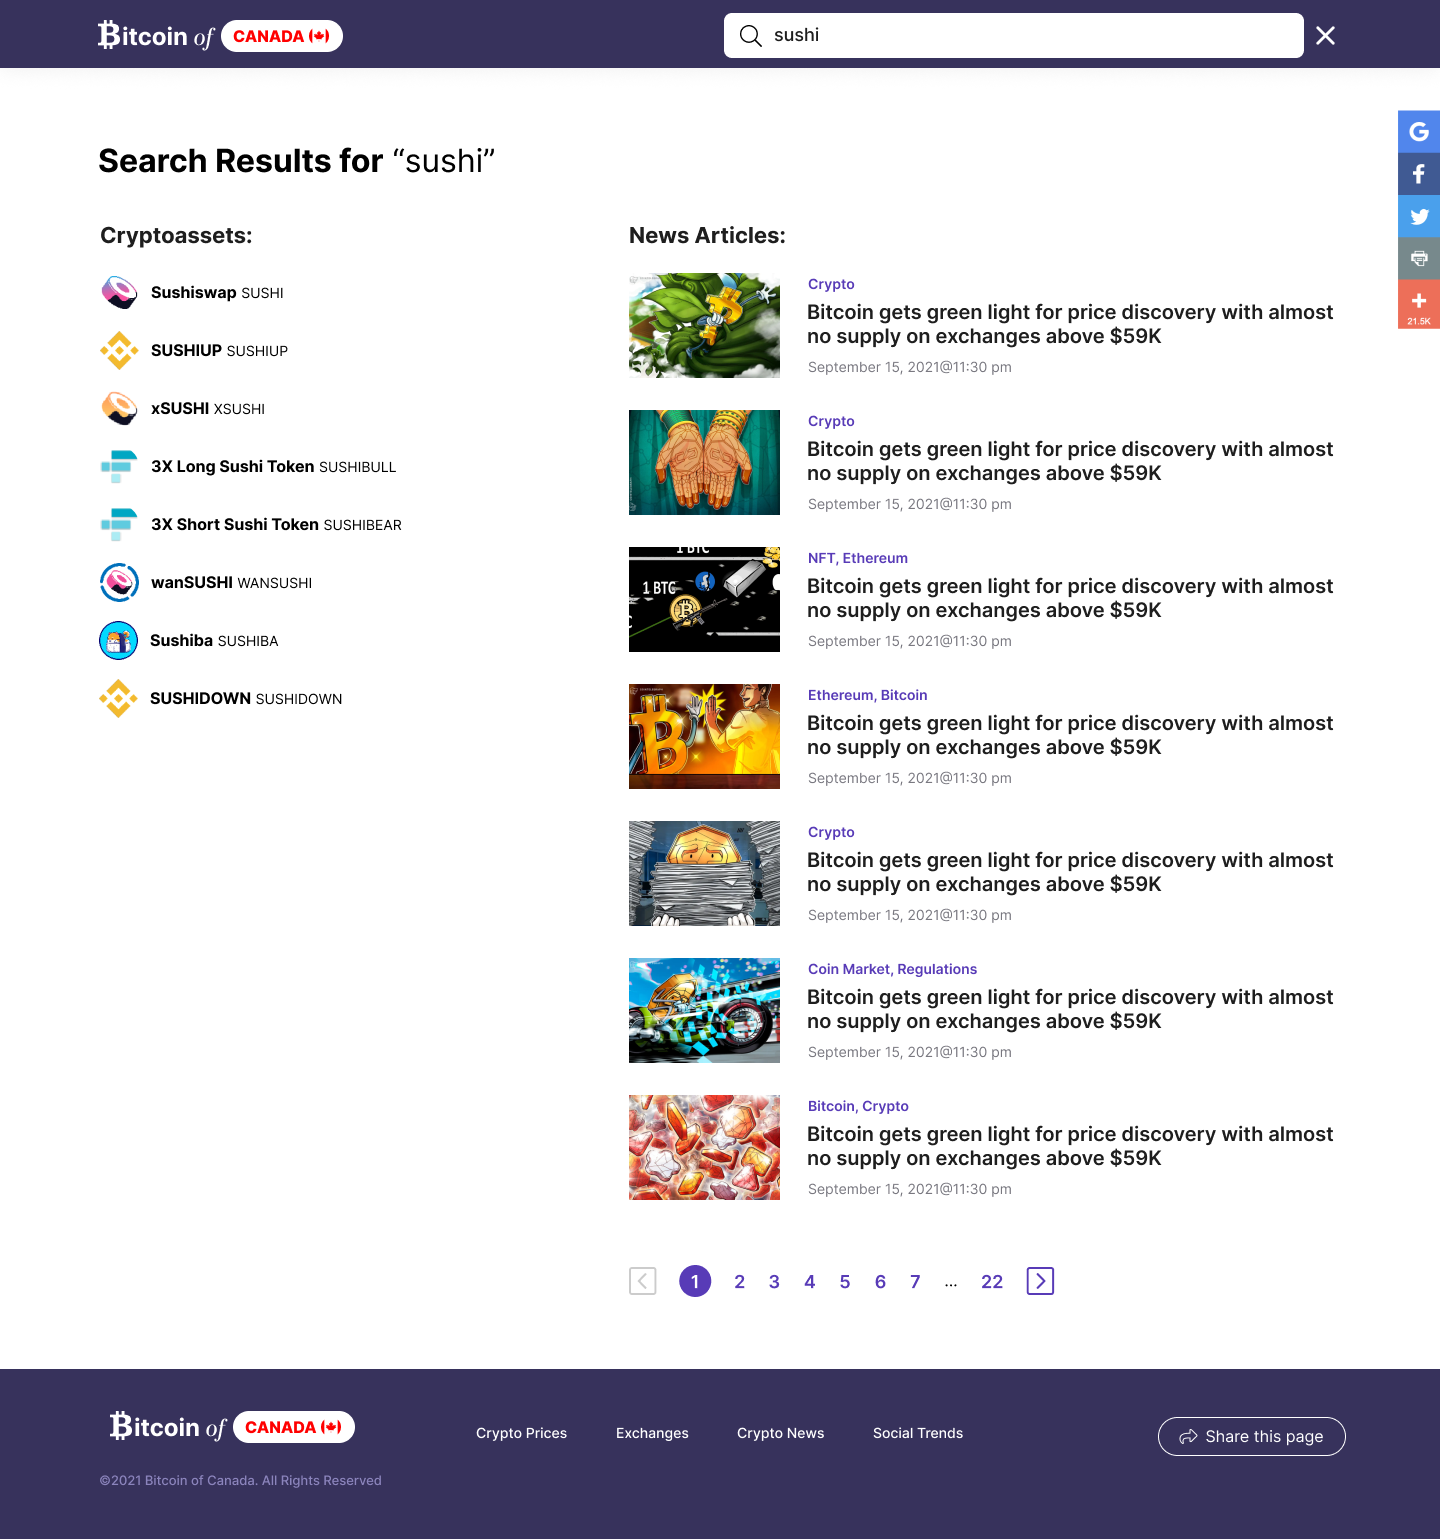 Bitcoin of CANADA
sushi
Search Results for “sushi”
Cryptoassets:
Sushiswap SUSHI
SUSHIUP SUSHIUP
xSUSHI XSUSHI
3X Long Sushi Token SUSHIBULL
3X Short Sushi Token SUSHIBEAR
wanSUSHI WANSUSHI
Sushiba SUSHIBA
SUSHIDOWN SUSHIDOWN
News Articles:
Crypto
Bitcoin gets green light for price discovery with almost
no supply on exchanges above $59K
September 15, 2021@11:30 pm
Crypto
Bitcoin gets green light for price discovery with almost
no supply on exchanges above $59K
September 15, 2021@11:30 pm
1 BTC
1 BTG
NFT, Ethereum
Bitcoin gets green light for price discovery with almost
no supply on exchanges above $59K
September 15, 2021@11:30 pm
Ethereum, Bitcoin
Bitcoin gets green light for price discovery with almost
no supply on exchanges above $59K
September 15, 2021@11:30 pm
Crypto
Bitcoin gets green light for price discovery with almost
no supply on exchanges above $59K
September 15, 2021@11:30 pm
Coin Market, Regulations
Bitcoin gets green light for price discovery with almost
no supply on exchanges above $59K
September 15, 2021@11:30 pm
Bitcoin, Crypto
Bitcoin gets green light for price discovery with almost
no supply on exchanges above $59K
September 15, 2021@11:30 pm
1 2 3 4 5 6 7 ... 22
21.5K
Bitcoin of CANADA
Crypto Prices Exchanges Crypto News Social Trends
Share this page
©2021 Bitcoin of Canada. All Rights Reserved